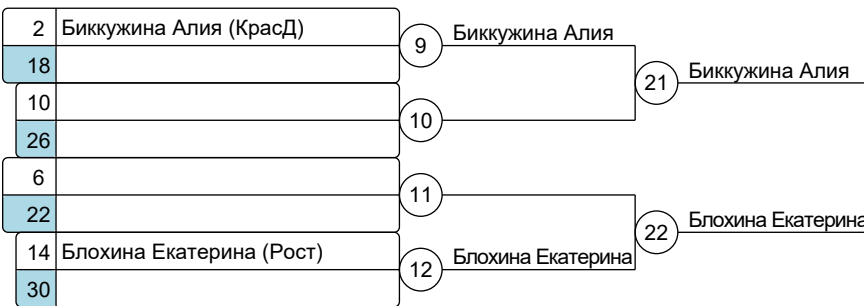 2 Биккужина Алия (КрасД)
18
9 Биккужина Алия
10
26
10
21 Биккужина Алия
6
22
11
14 Блохина Екатерина (Рост)
30
12 Блохина Екатерина
22 Блохина Екатерина